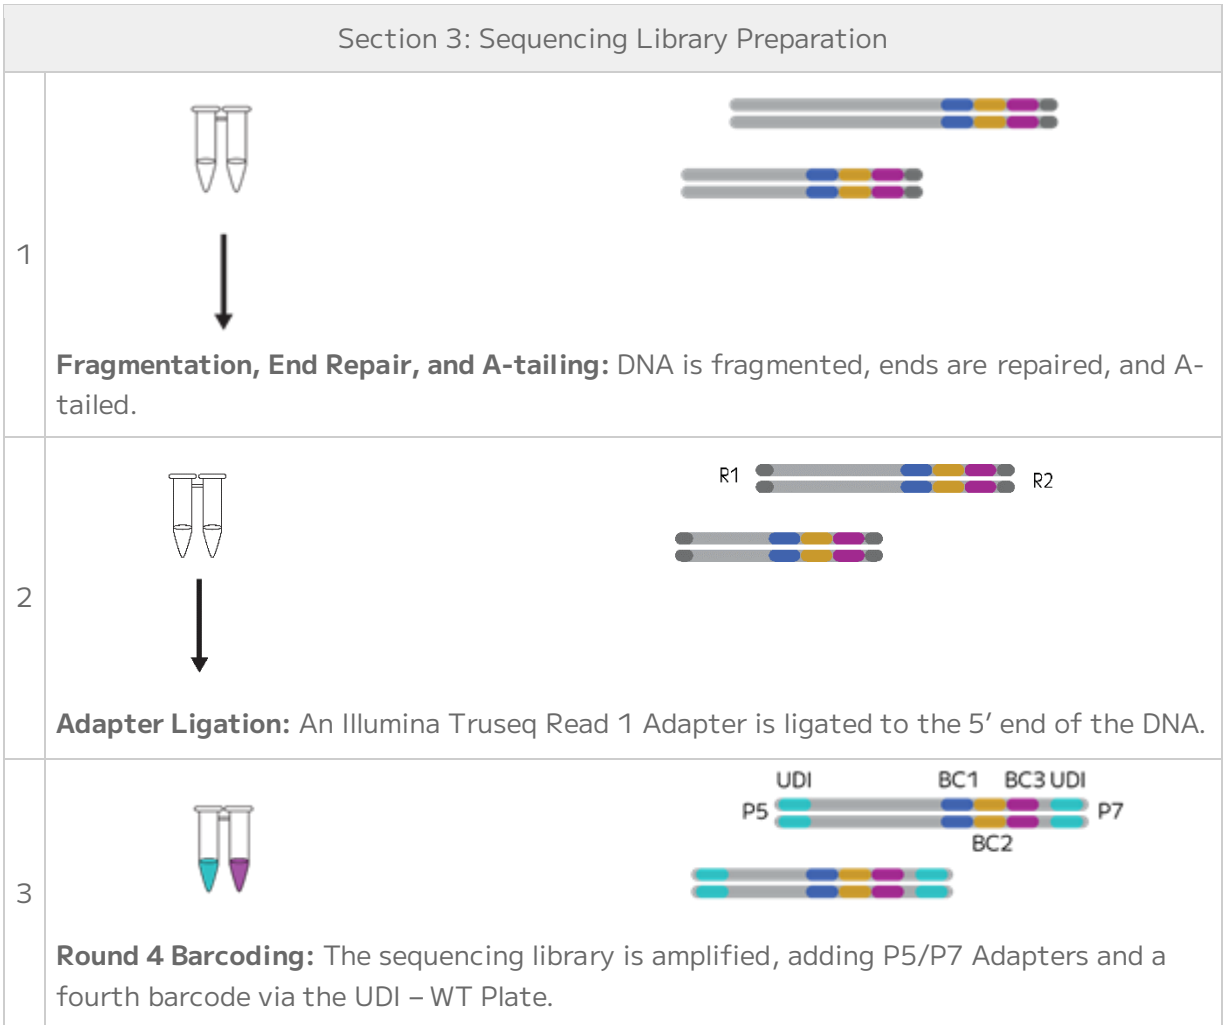 Section 3: Sequencing Library Preparation
1
Fragmentation, End Repair, and A-tailing: DNA is fragmented, ends are repaired, and A-
tailed.
R1
R2
2
Adapter Ligation: An Illumina Truseq Read 1 Adapter is ligated to the 5′ end of the DNA.
UDI BC1 BC3 UDI
P5 P7
BC2
3
Round 4 Barcoding: The sequencing library is amplified, adding P5/P7 Adapters and a
fourth barcode via the UDI – WT Plate.